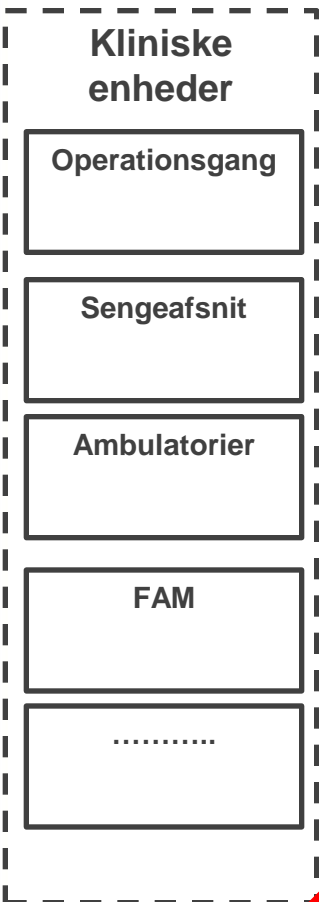 Kliniske
enheder
Operationsgang
Sengeafsnit
Ambulatorier
FAM
………..